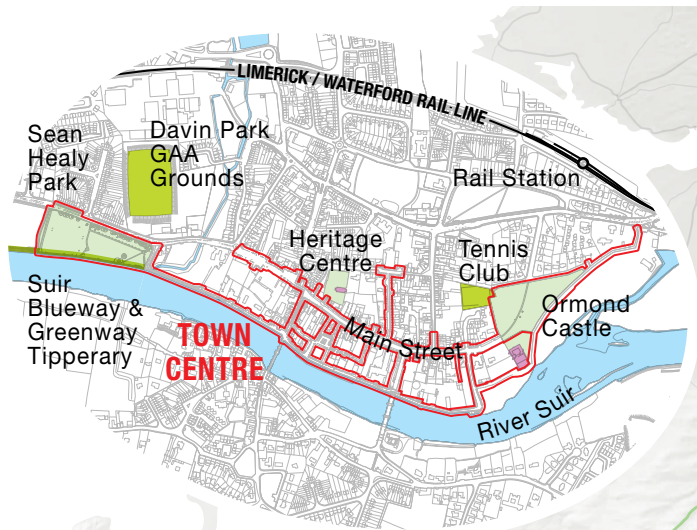 LIMERICK / WATERFORD RAIL LINE
Sean
Healy
Park
Davin Park
GAA
Grounds
Rail Station
Heritage
Centre
Tennis
Club
Suir
Blueway &
Greenway
Tipperary
TOWN
CENTRE
Main Street
Ormond
Castle
River Suir